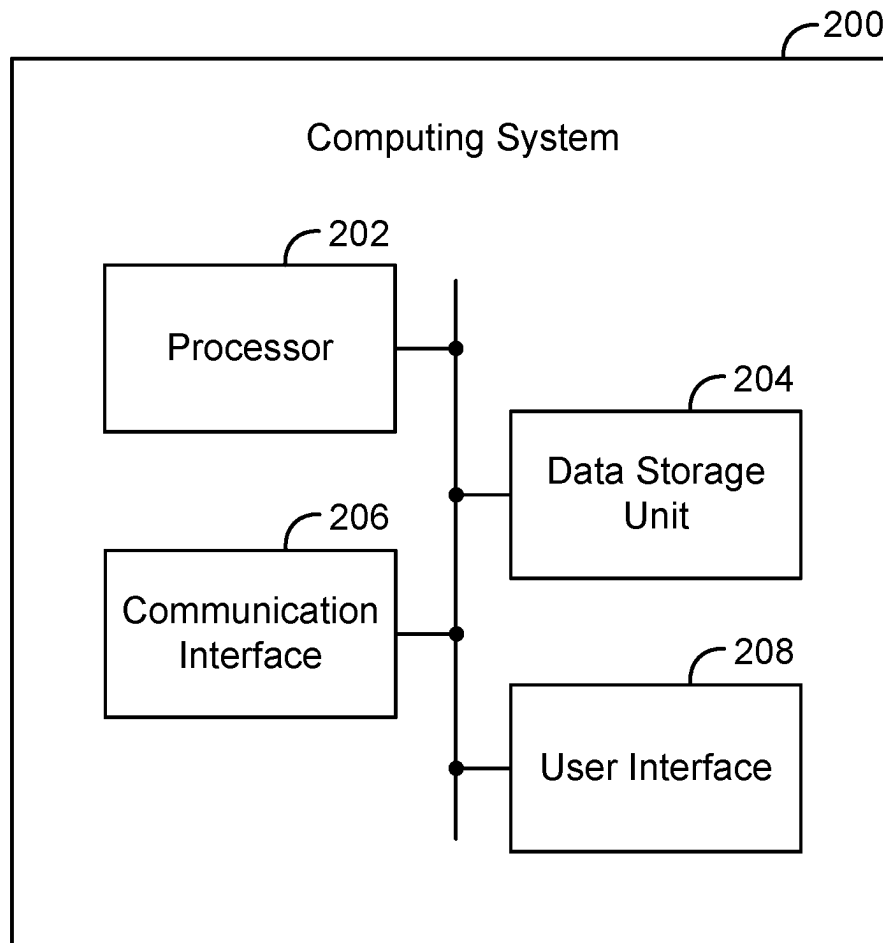 200
Computing System
202
Processor
204
Data Storage
Unit
206
Communication
Interface
208
User Interface